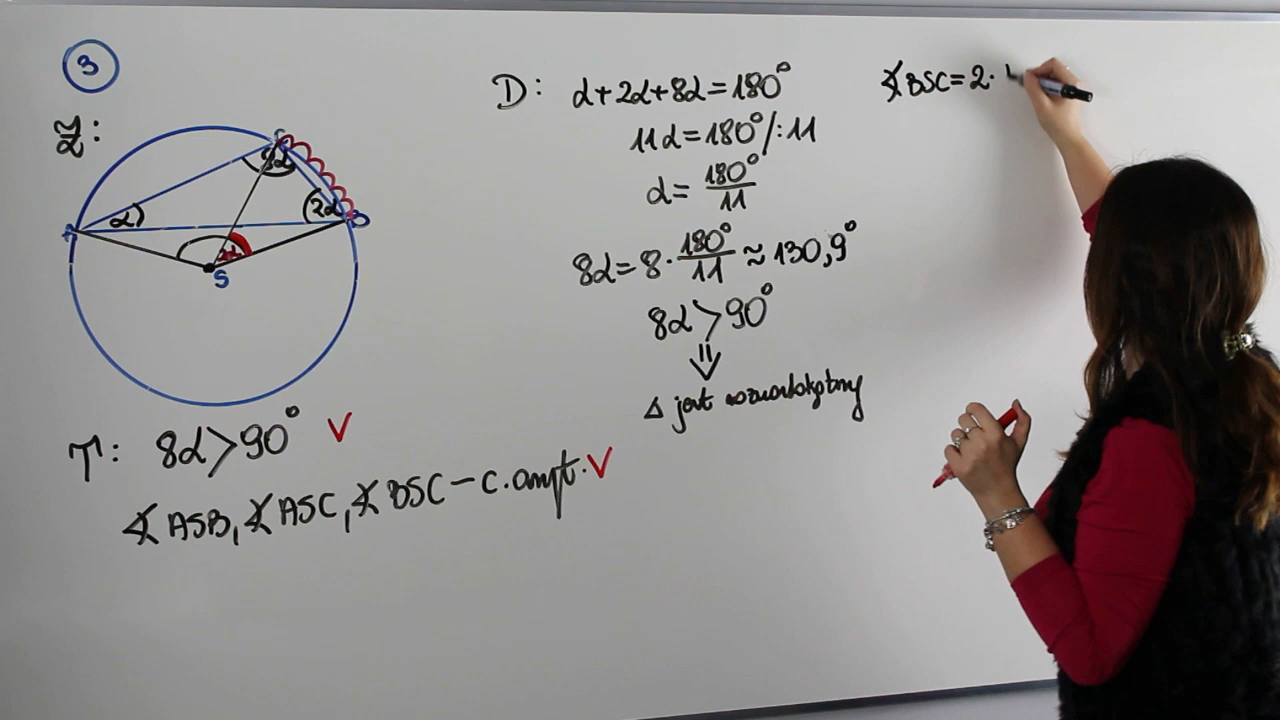 3
Z:
C
8α
α
2α
A
B
2α
S
T: 8α>90° V
∡ASB, ∡ASC, ∡BSC – c. V
D: α+2α+8α=180°
11α=180° /:11
α= 180°/11
8α=8· 180°/11 ≈130,9°
8α>90°
⇓
Δ jest rozwartokątny
∡BSC=2·